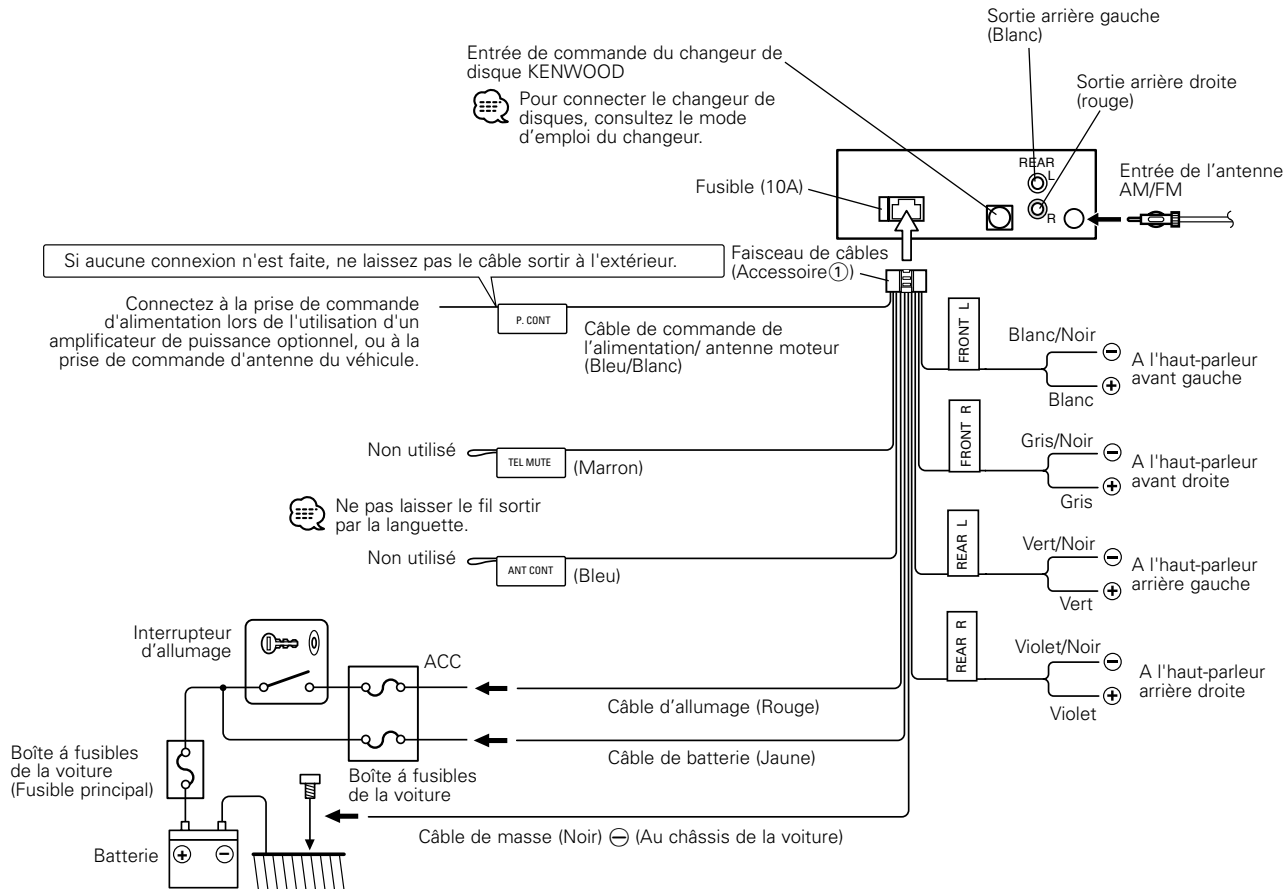 Sortie arrière gauche
(Blanc)
Entrée de commande du changeur de
disque KENWOOD
Sortie arrière droite
(rouge)
Pour connecter le changeur de
disques, consultez le mode
d'emploi du changeur.
REAR
L
R
Entrée de l'antenne
AM/FM
Fusible (10A)
Faisceau de câbles
(Accessoire①)
Si aucune connexion n'est faite, ne laissez pas le câble sortir à l'extérieur.
Connectez à la prise de commande
d'alimentation lors de l'utilisation d'un
amplificateur de puissance optionnel, ou à la
prise de commande d'antenne du véhicule.
P. CONT
Câble de commande de
l'alimentation/ antenne moteur
(Bleu/Blanc)
FRONT L
Blanc/Noir
⊖
Blanc
⊕
A l'haut-parleur
avant gauche
Non utilisé
TEL MUTE
(Marron)
FRONT R
Gris/Noir
⊖
Gris
⊕
A l'haut-parleur
avant droite
Ne pas laisser le fil sortir
par la languette.
Non utilisé
ANT CONT
(Bleu)
REAR L
Vert/Noir
⊖
Vert
⊕
A l'haut-parleur
arrière gauche
REAR R
Violet/Noir
⊖
Violet
⊕
A l'haut-parleur
arrière droite
Interrupteur
d'allumage
ACC
Câble d'allumage (Rouge)
Câble de batterie (Jaune)
Boîte á fusibles
de la voiture
(Fusible principal)
Boîte á fusibles
de la voiture
Câble de masse (Noir) ⊖ (Au châsis de la voiture)
Batterie
⊕ ⊖